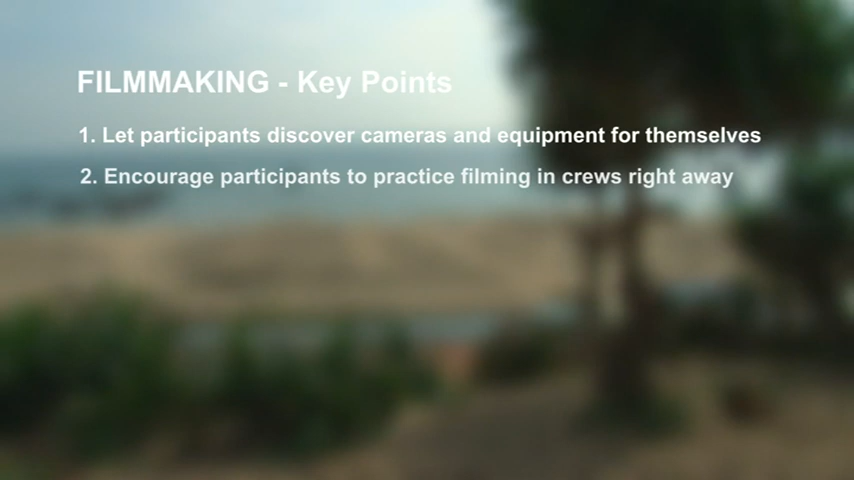 FILMMAKING - Key Points
1. Let participants discover cameras and equipment for themselves
2. Encourage participants to practice filming in crews right away